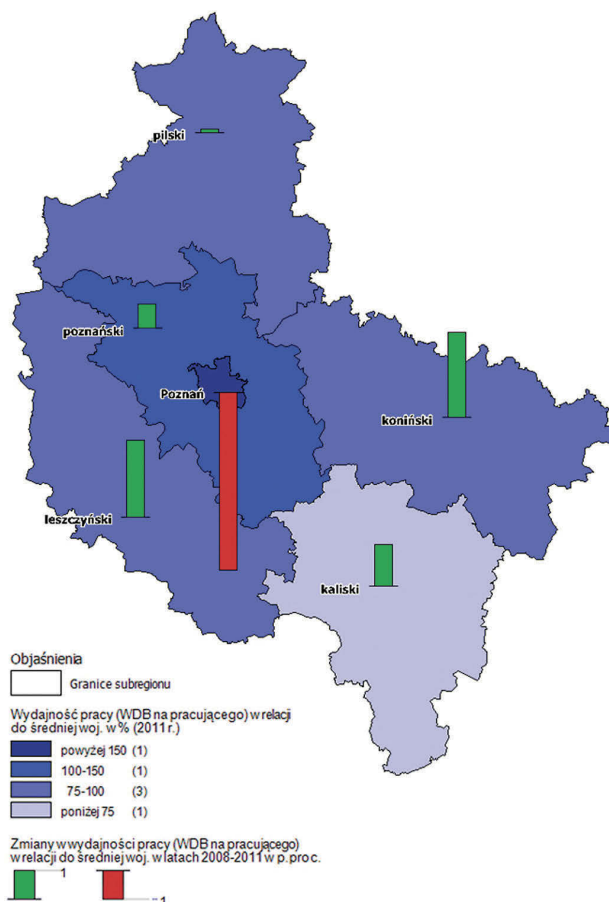 pilski
poznański
Poznań
koniński
leszczyński
kaliski
Objaśnienia
Granice subregionu
Wydajność pracy (WDB na pracującego) w relacji
do średniej woj. w % (2011 r.)
powyżej 150 (1)
100-150 (1)
75-100 (3)
poniżej 75 (1)
Zmiany w wydajności pracy (WDB na pracującego)
w relacji do średniej woj. w latach 2008-2011 w p. proc.
1
-1